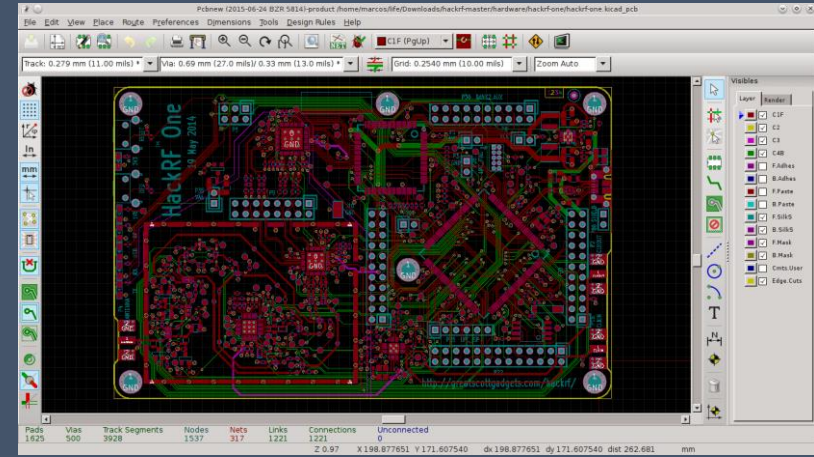 Pcbnew (2015-06-24 BZR 5814)-product /home/marcos/life/Downloads/hackrf-master/hardware/hackrf-one/hackrf-one.kicad_pcb
File Edit View Place Route Preferences Dimensions Tools Design Rules Help
C1F (PgUp)
Track: 0.279 mm (11.00 mils) *
Via: 0.69 mm (27.0 mils)/ 0.33 mm (13.0 mils) *
Grid: 0.2540 mm (10.00 mils)
Zoom Auto
Visibles
Layer Render
C1F
C2
C3
C4B
F.Adhes
B.Adhes
F.Paste
B.Paste
F.SilkS
B.SilkS
F.Mask
B.Mask
Cmts.User
Edge.Cuts
In
mm
HackRF One
19 May 2014
GND
GND
GND
GND
GND
GND
GND
http://greatscottgadgets.com/hackrf/
Pads Vias Track Segments Nodes Nets Links Connections Unconnected
1625 500 3928 1537 317 1221 1221 0
Z 0.97 X 198.877651 Y 171.607540 dx 198.877651 dy 171.607540 dist 262.681 mm